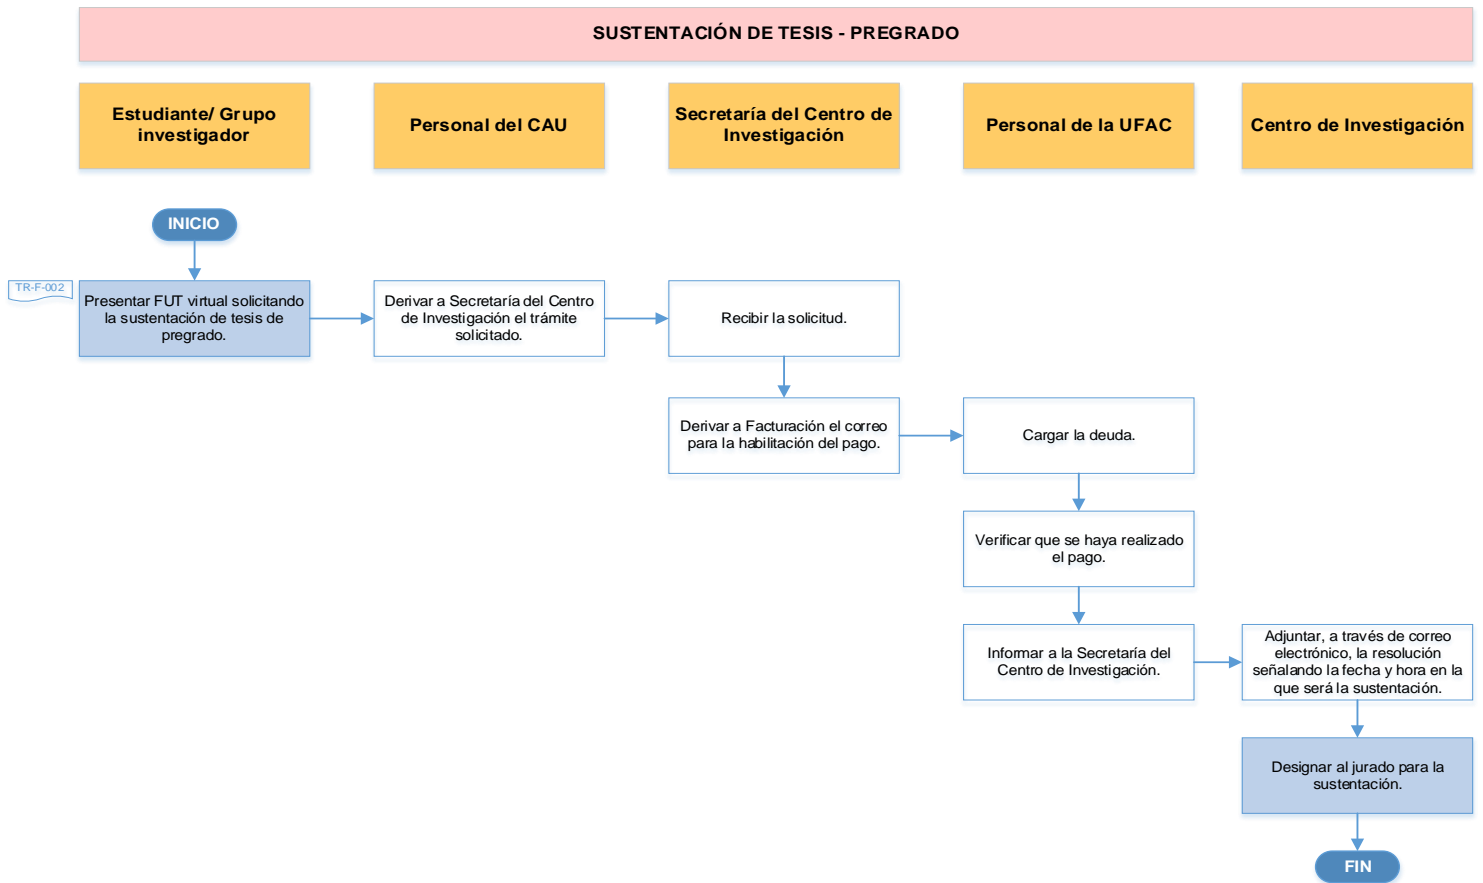 SUSTENTACIÓN DE TESIS - PREGRADO
Estudiante/ Grupo
investigador
Personal del CAU
Secretaría del Centro de
Investigación
Personal de la UFAC
Centro de Investigación
INICIO
TR-F-002
Presentar FUT virtual solicitando
la sustentación de tesis de
pregrado.
Derivar a Secretaría del Centro
de Investigación el trámite
solicitado.
Recibir la solicitud.
Derivar a Facturación el correo
para la habilitación del pago.
Cargar la deuda.
Verificar que se haya realizado
el pago.
Informar a la Secretaría del
Centro de Investigación.
Adjuntar, a través de correo
electrónico, la resolución
señalando la fecha y hora en la
que será la sustentación.
Designar al jurado para la
sustentación.
FIN